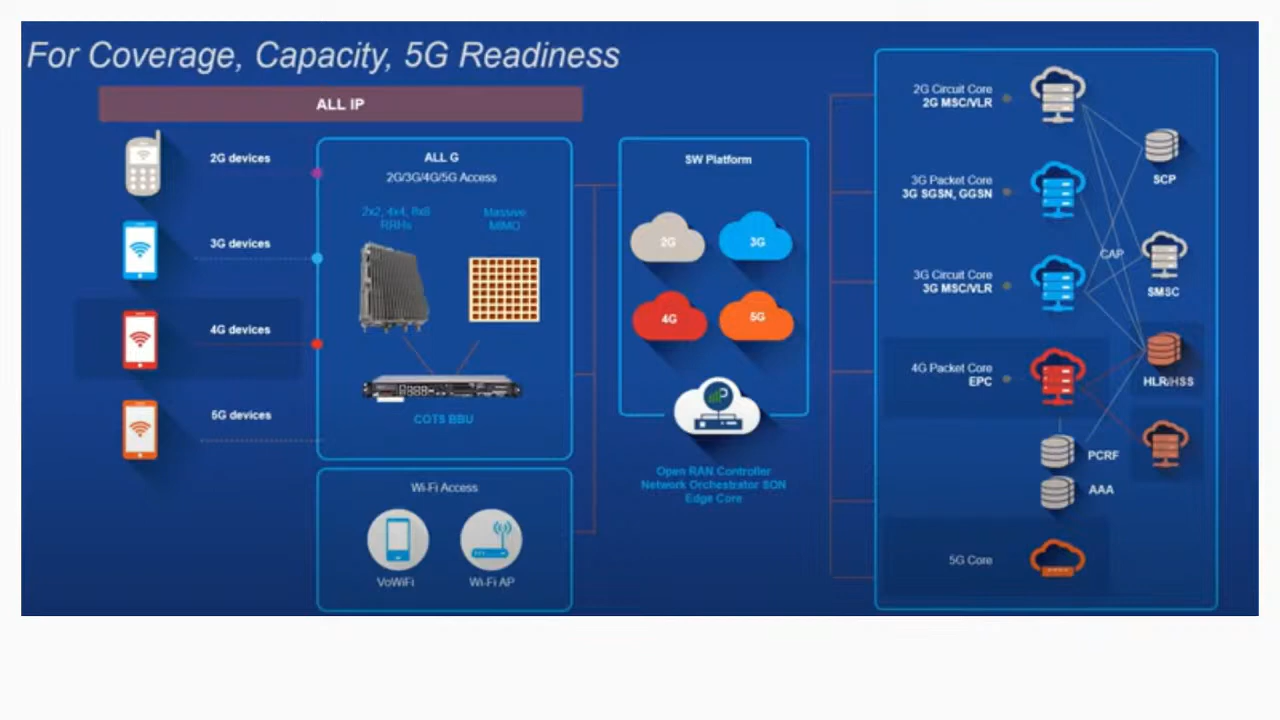 For Coverage, Capacity, 5G Readiness
ALL IP
2G devices
3G devices
4G devices
5G devices
ALL G
2G/3G/4G/5G Access
2x2, 4x4, 8x8
RRHs
Massive
MIMO
COTS BBU
Wi-Fi Access
VoWiFi
Wi-Fi AP
SW Platform
2G
3G
4G
5G
Open RAN Controller
Network Orchestrator SON
Edge Core
2G Circuit Core
2G MSC/VLR
3G Packet Core
3G SGSN, GGSN
3G Circuit Core
3G MSC/VLR
4G Packet Core
EPC
5G Core
SCP
CAP
SMSC
HLR/HSS
PCRF
AAA